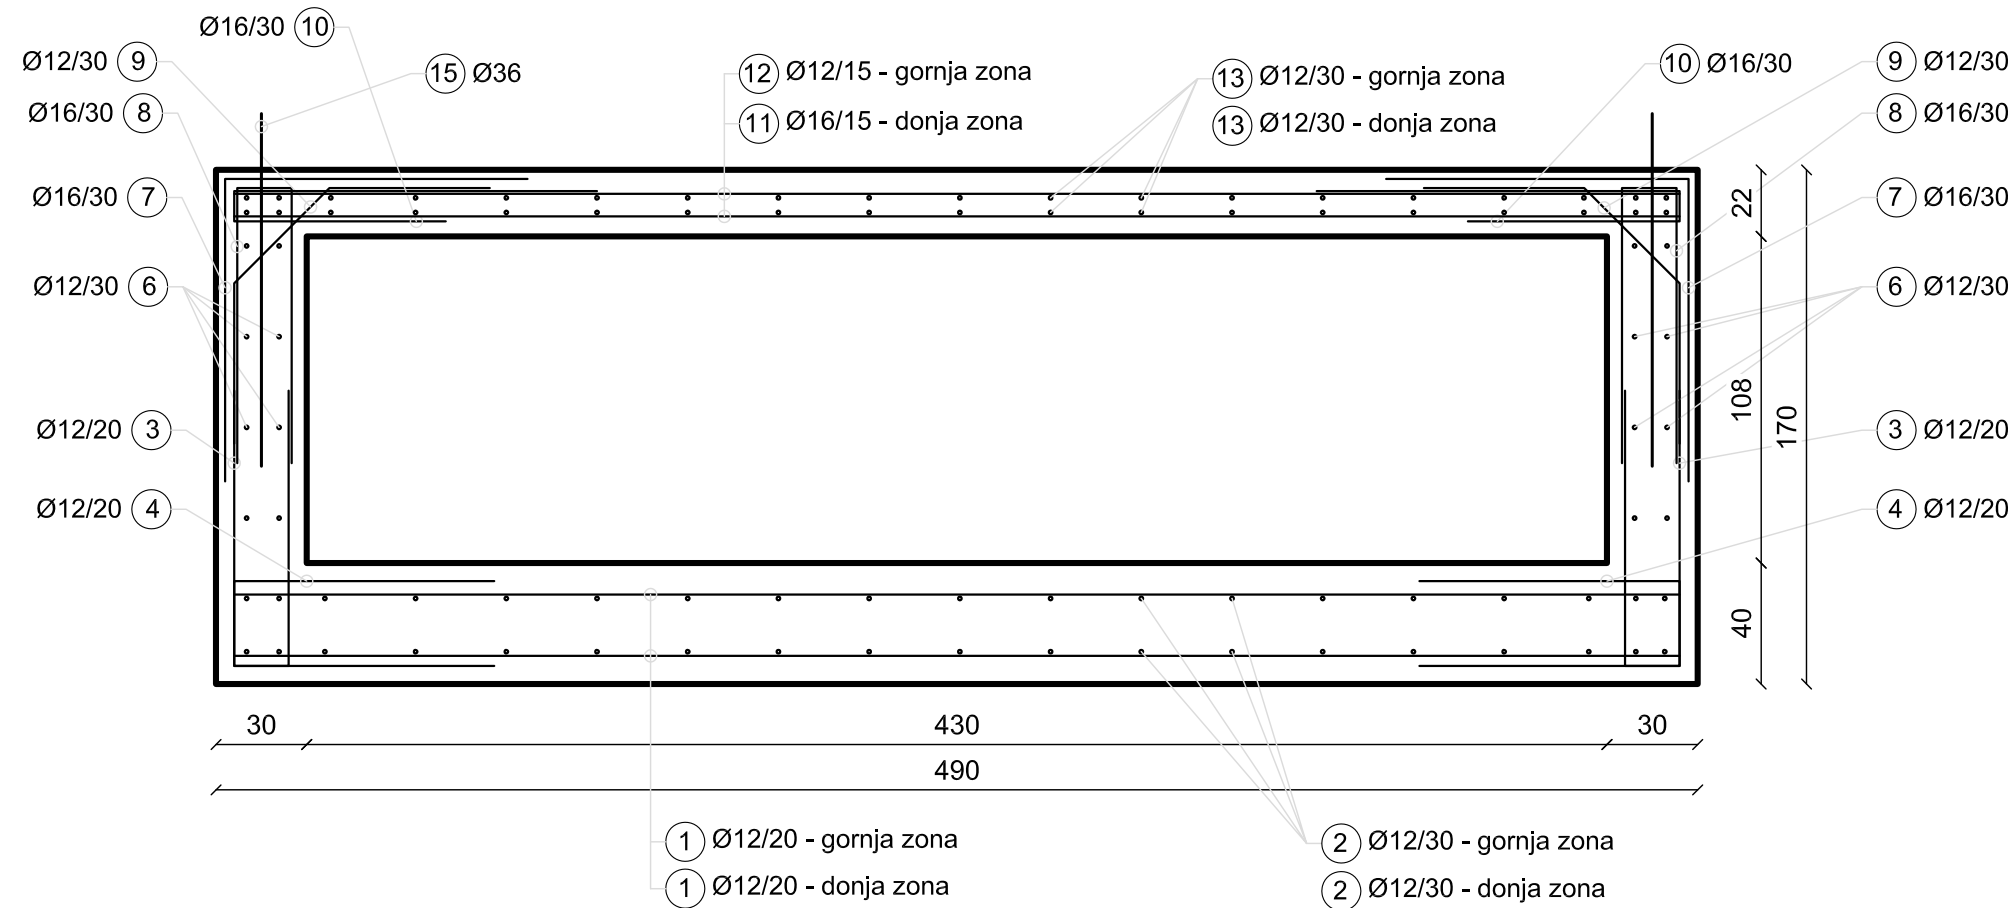 Ø16/30 10
Ø12/30 9
15 Ø36
12 Ø12/15 - gornja zona
13 Ø12/30 - gornja zona
10 Ø16/30
9 Ø12/30
Ø16/30 8
11 Ø16/15 - donja zona
13 Ø12/30 - donja zona
8 Ø16/30
Ø16/30 7
22
7 Ø16/30
Ø12/30 6
6 Ø12/30
108
170
Ø12/20 3
3 Ø12/20
Ø12/20 4
4 Ø12/20
40
30 430 30
490
1 Ø12/20 - gornja zona
2 Ø12/30 - gornja zona
1 Ø12/20 - donja zona
2 Ø12/30 - donja zona